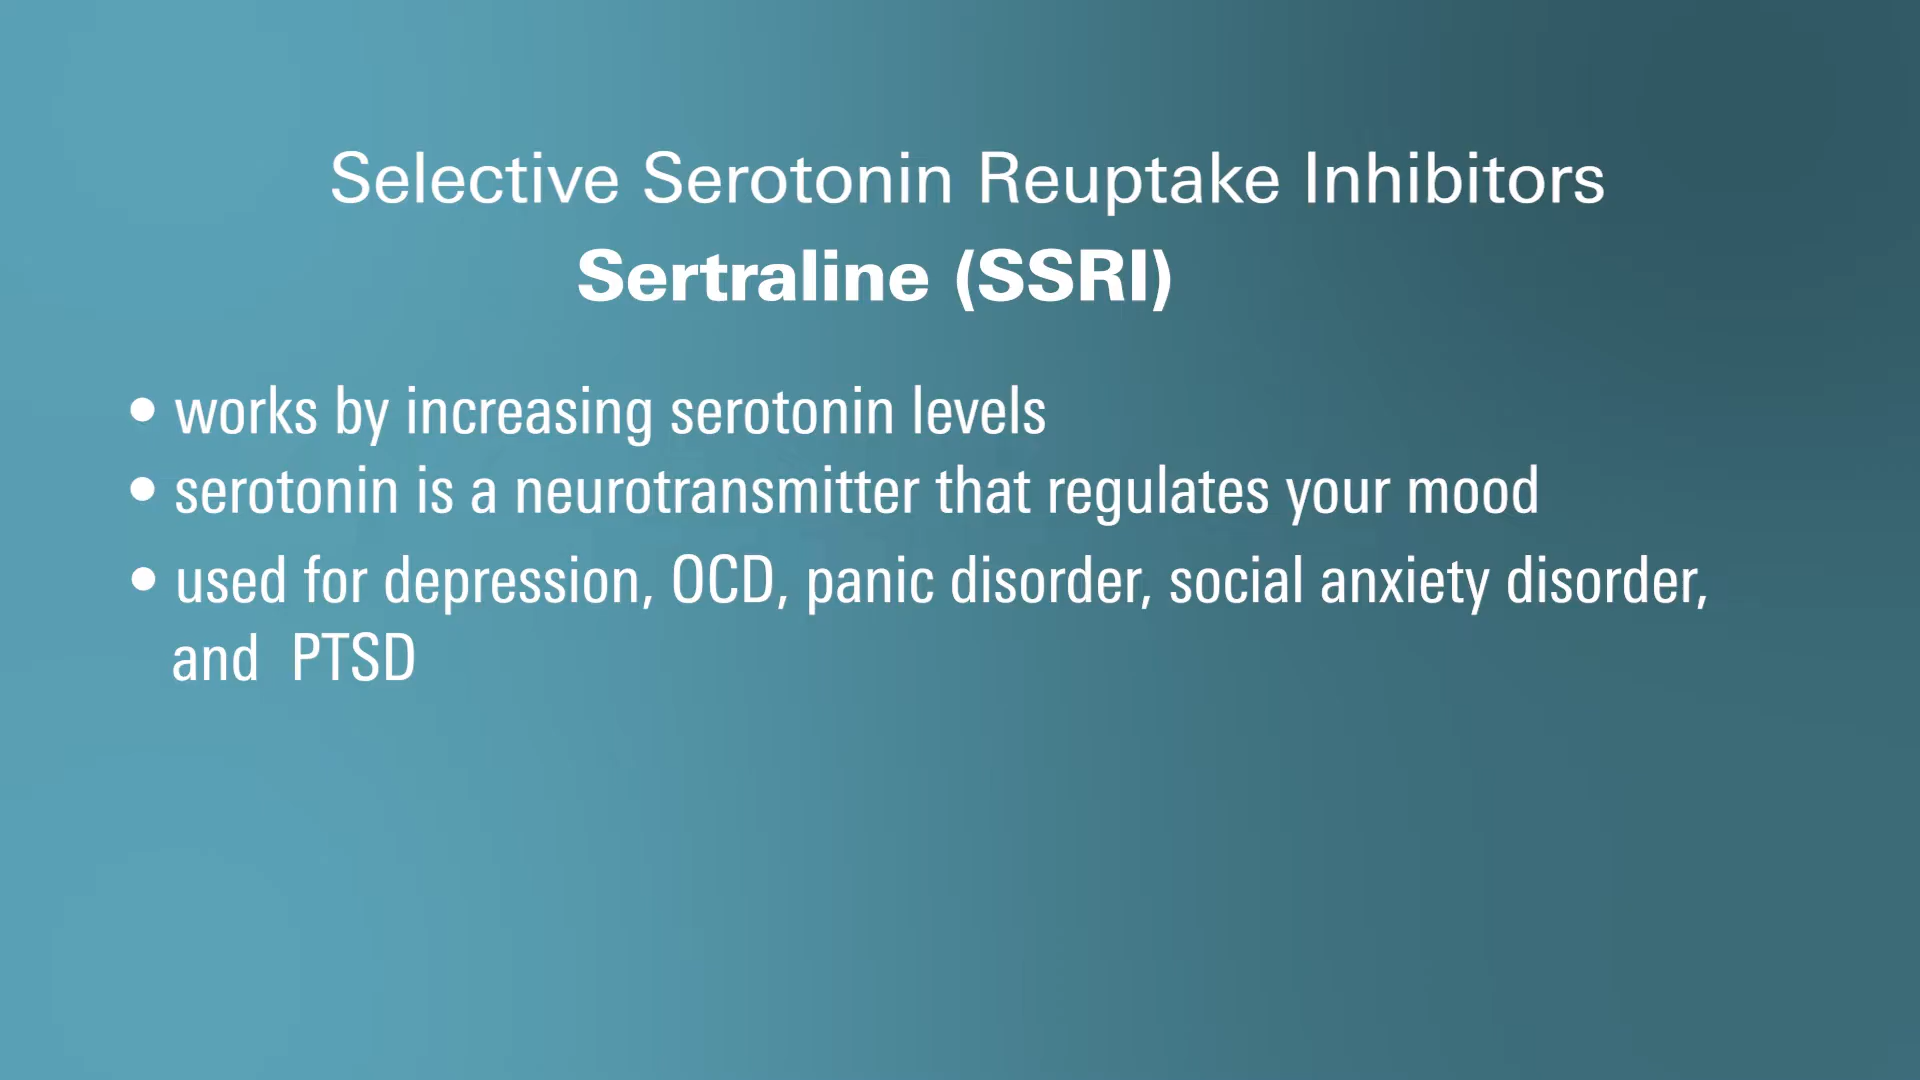 Selective Serotonin Reuptake Inhibitors
Sertraline (SSRI)
• works by increasing serotonin levels
• serotonin is a neurotransmitter that regulates your mood
• used for depression, OCD, panic disorder, social anxiety disorder,
and PTSD